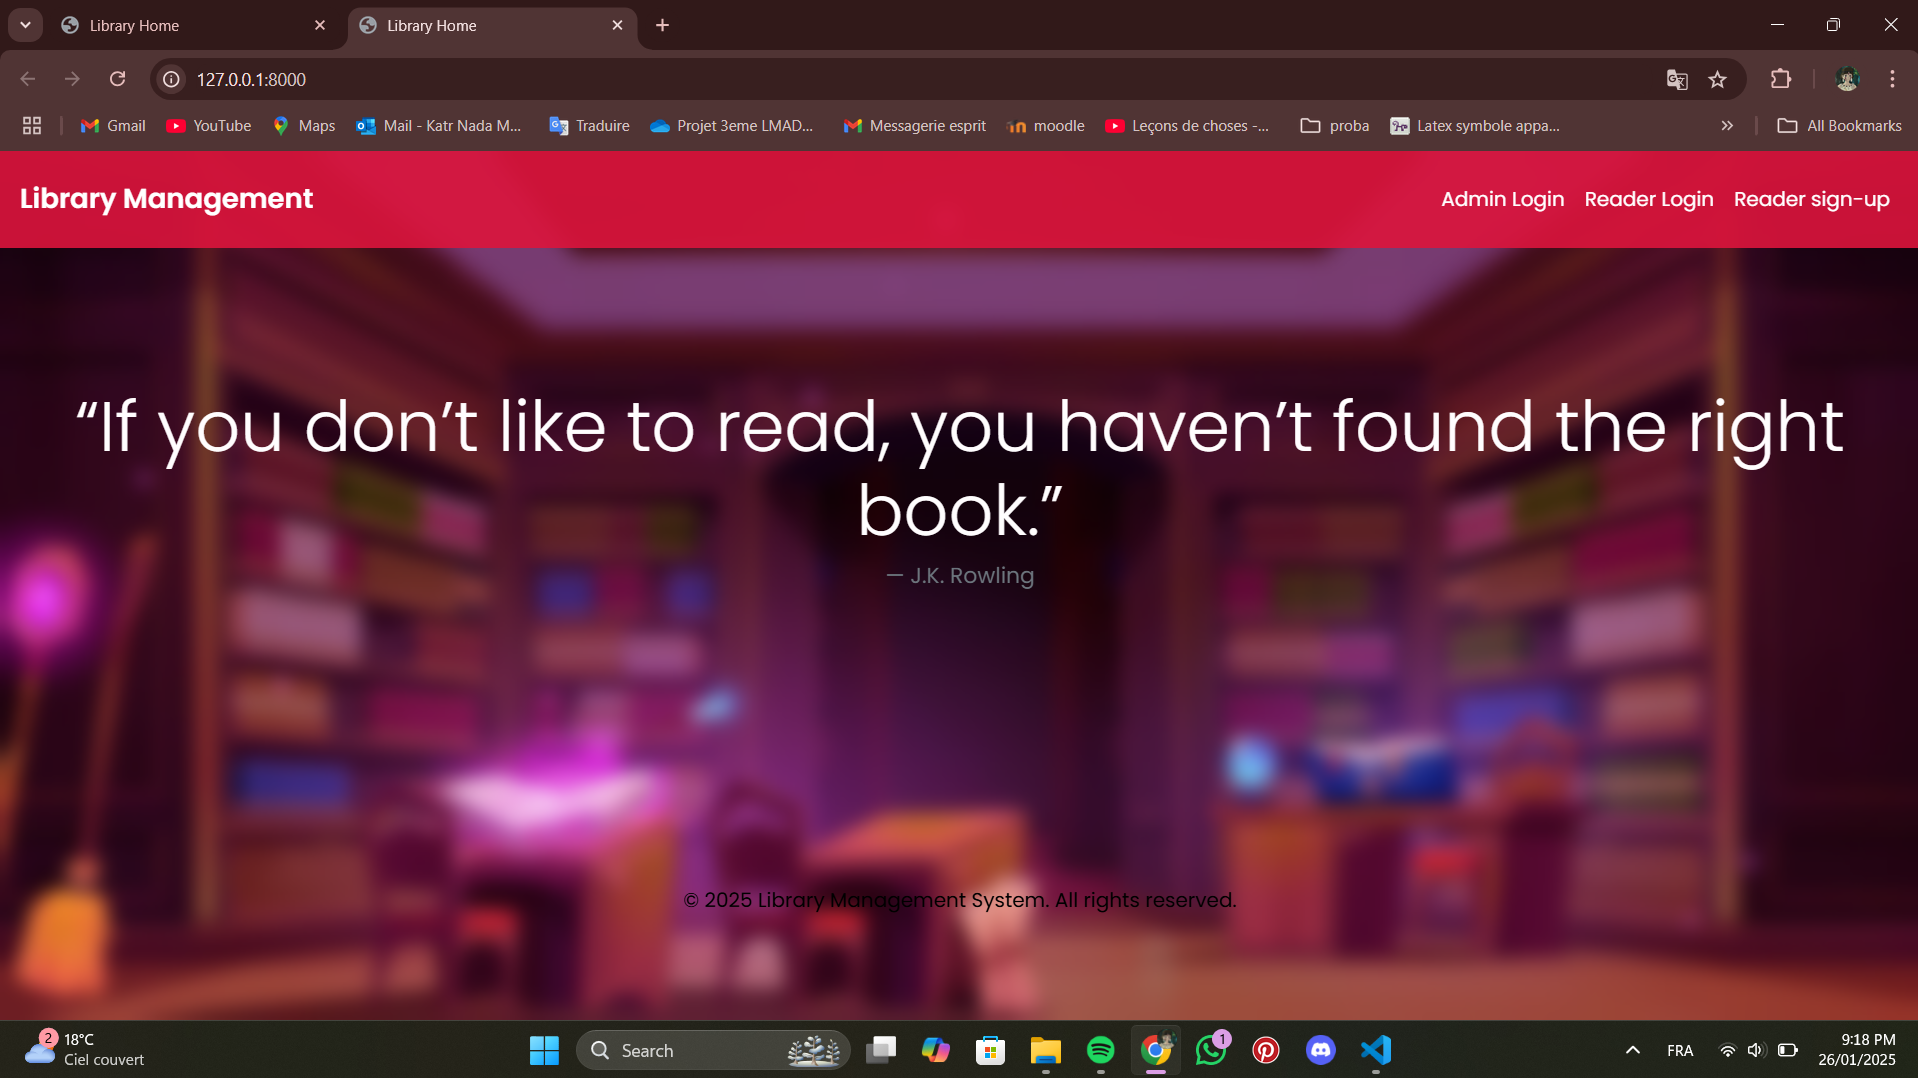 Library Home
Library Home
127.0.0.1:8000
Gmail
YouTube
Maps
Mail - Katr Nada M...
Traduire
Projet 3eme LMAD...
Messagerie esprit
moodle
Leçons de choses -...
proba
Latex symbole appa...
All Bookmarks
Library Management
Admin Login
Reader Login
Reader sign-up
“If you don’t like to read, you haven’t found the right
book.”
— J.K. Rowling
© 2025 Library Management System. All rights reserved.
2
18°C
Ciel couvert
Search
1
FRA
9:18 PM
26/01/2025